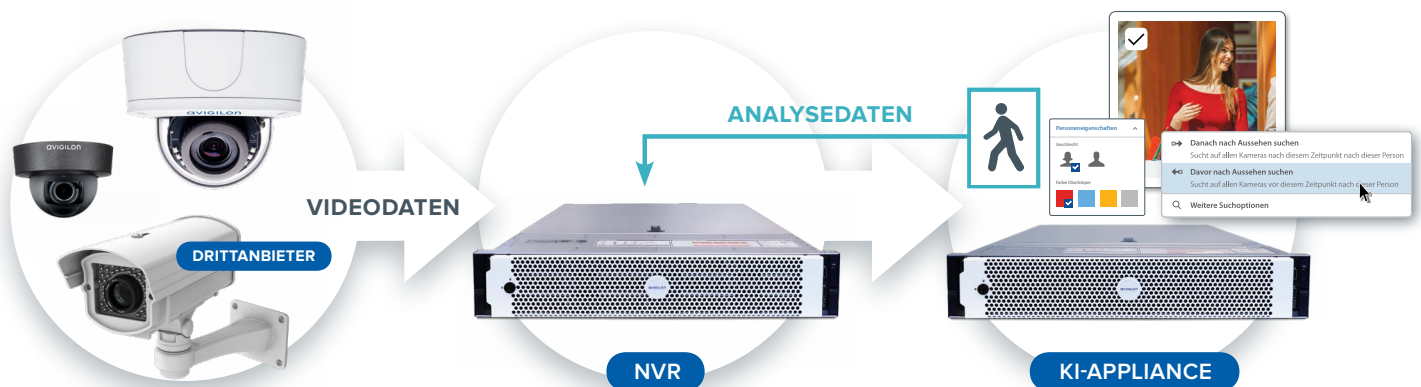 AVIGILON
AVIGILON
DRITTANBIETER
VIDEODATEN
AVIGILON
NVR
ANALYSEDATEN
Personeneigenschaften
Geschlecht
Farbe Oberkörper
Danach nach Aussehen suchen
Sucht auf allen Kameras nach diesem Zeitpunkt nach dieser Person
Davor nach Aussehen suchen
Sucht auf allen Kameras vor diesem Zeitpunkt nach dieser Person
Weitere Suchoptionen
AVIGILON
KI-APPLIANCE